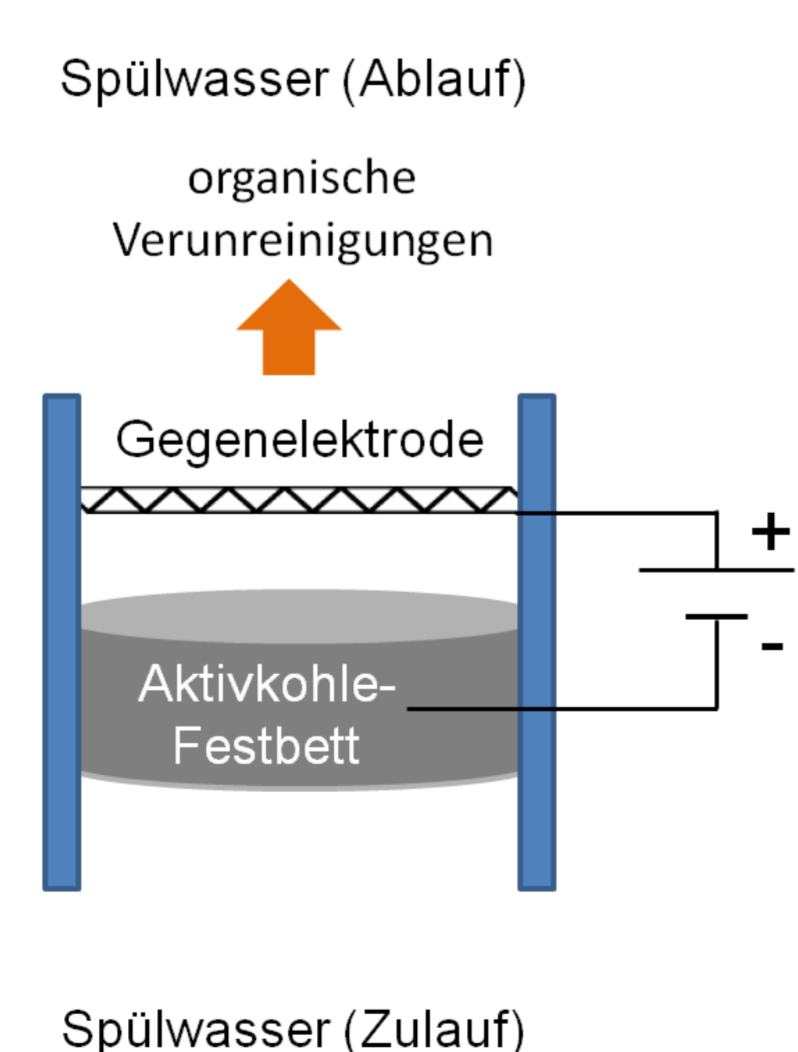 Spülwasser (Ablauf)
organische
Verunreinigungen
Gegenelektrode
+
-
Aktivkohle-
Festbett
Spülwasser (Zulauf)